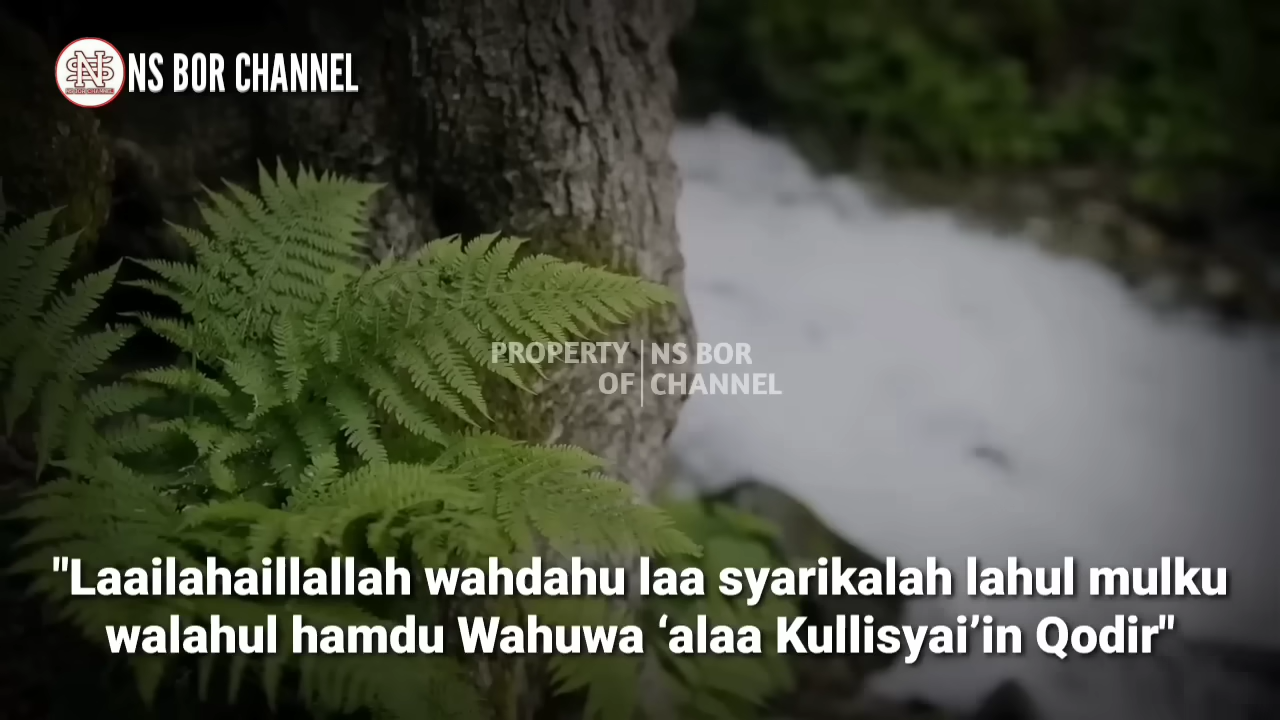 NS BOR CHANNEL
PROPERTY OF
NS BOR CHANNEL
"Laailahaillallah wahdahu laa syarikalah lahul mulku
walahul hamdu Wahuwa ‘alaa Kullisyai’in Qodir"